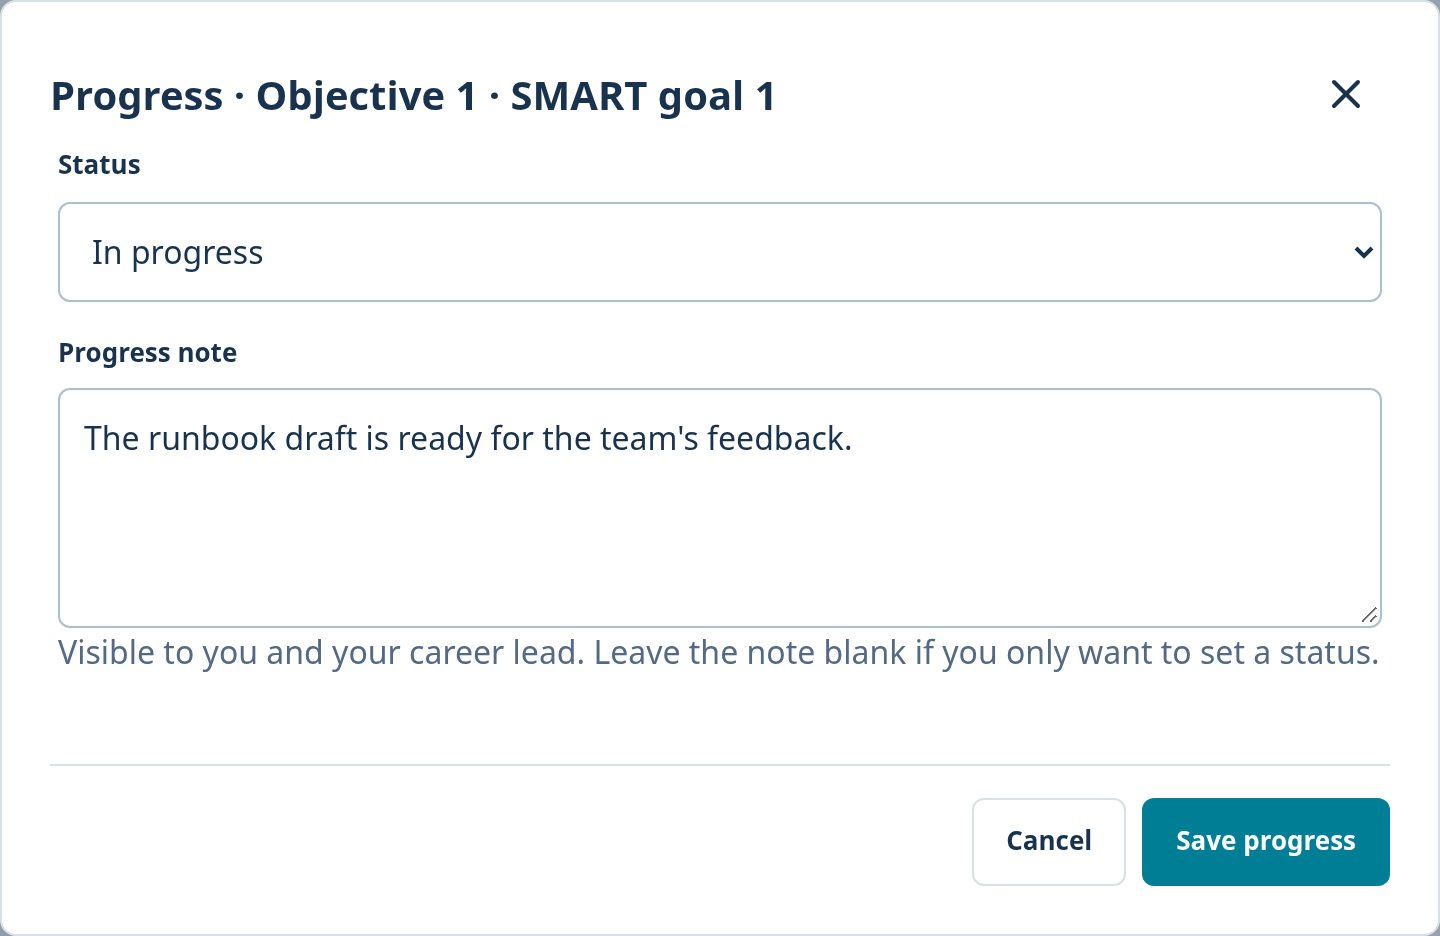 Progress · Objective 1 · SMART goal 1
Status
In progress
Progress note
The runbook draft is ready for the team's feedback.
Visible to you and your career lead. Leave the note blank if you only want to set a status.
Cancel
Save progress